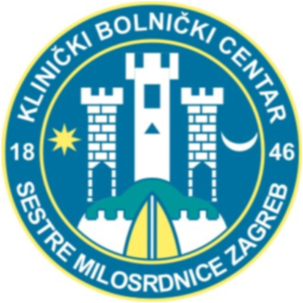 KLINIČKI BOLNIČKI CENTAR
18 46
SESTRE MILOSRDNICE ZAGREB